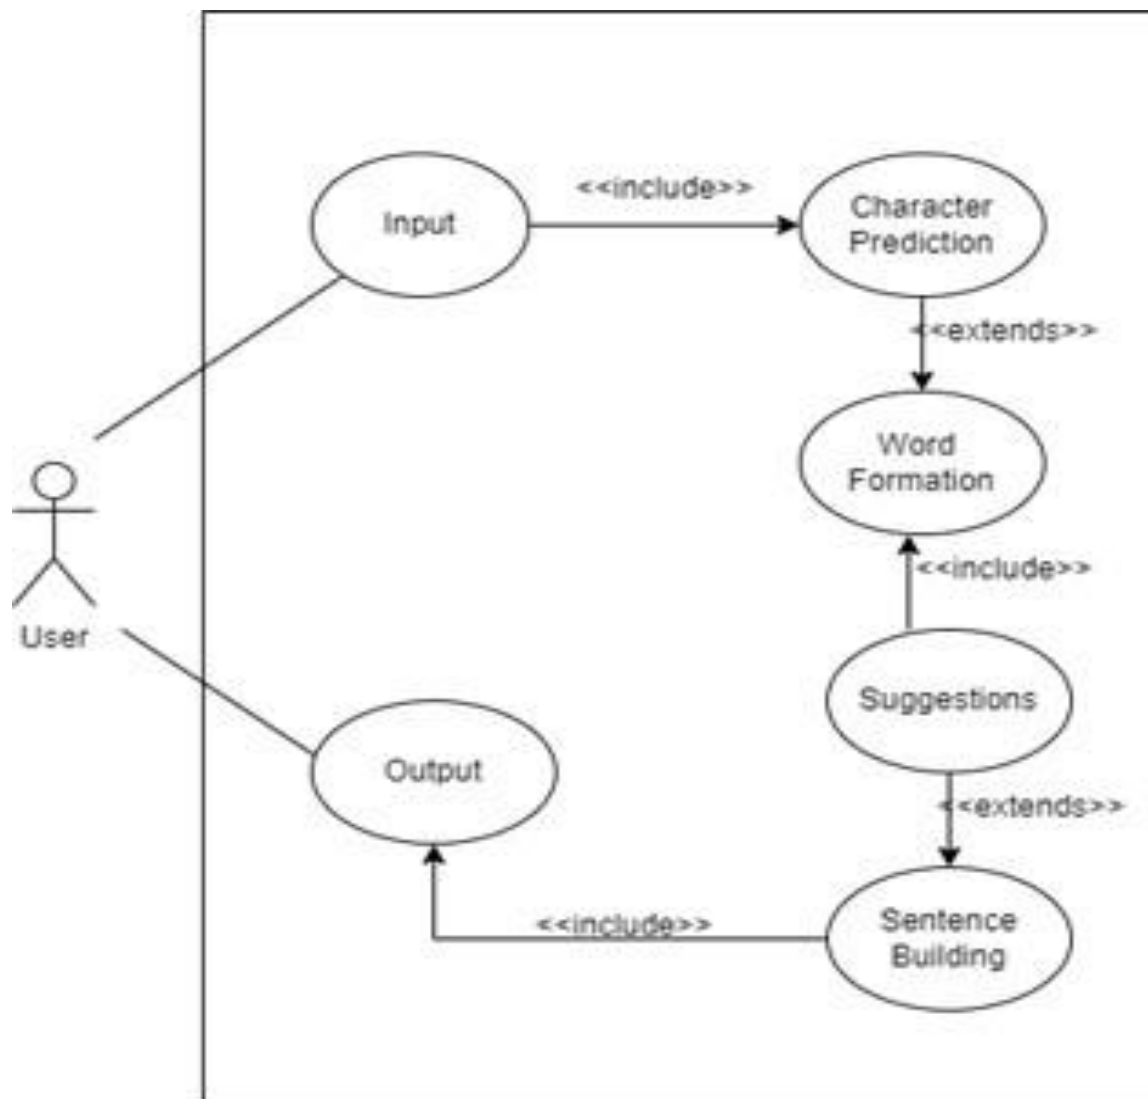 Input
<<include>>
Character
Prediction
<<extends>>
Word
Formation
<<include>>
User
Suggestions
Output
<<extends>>
<<include>>
Sentence
Building